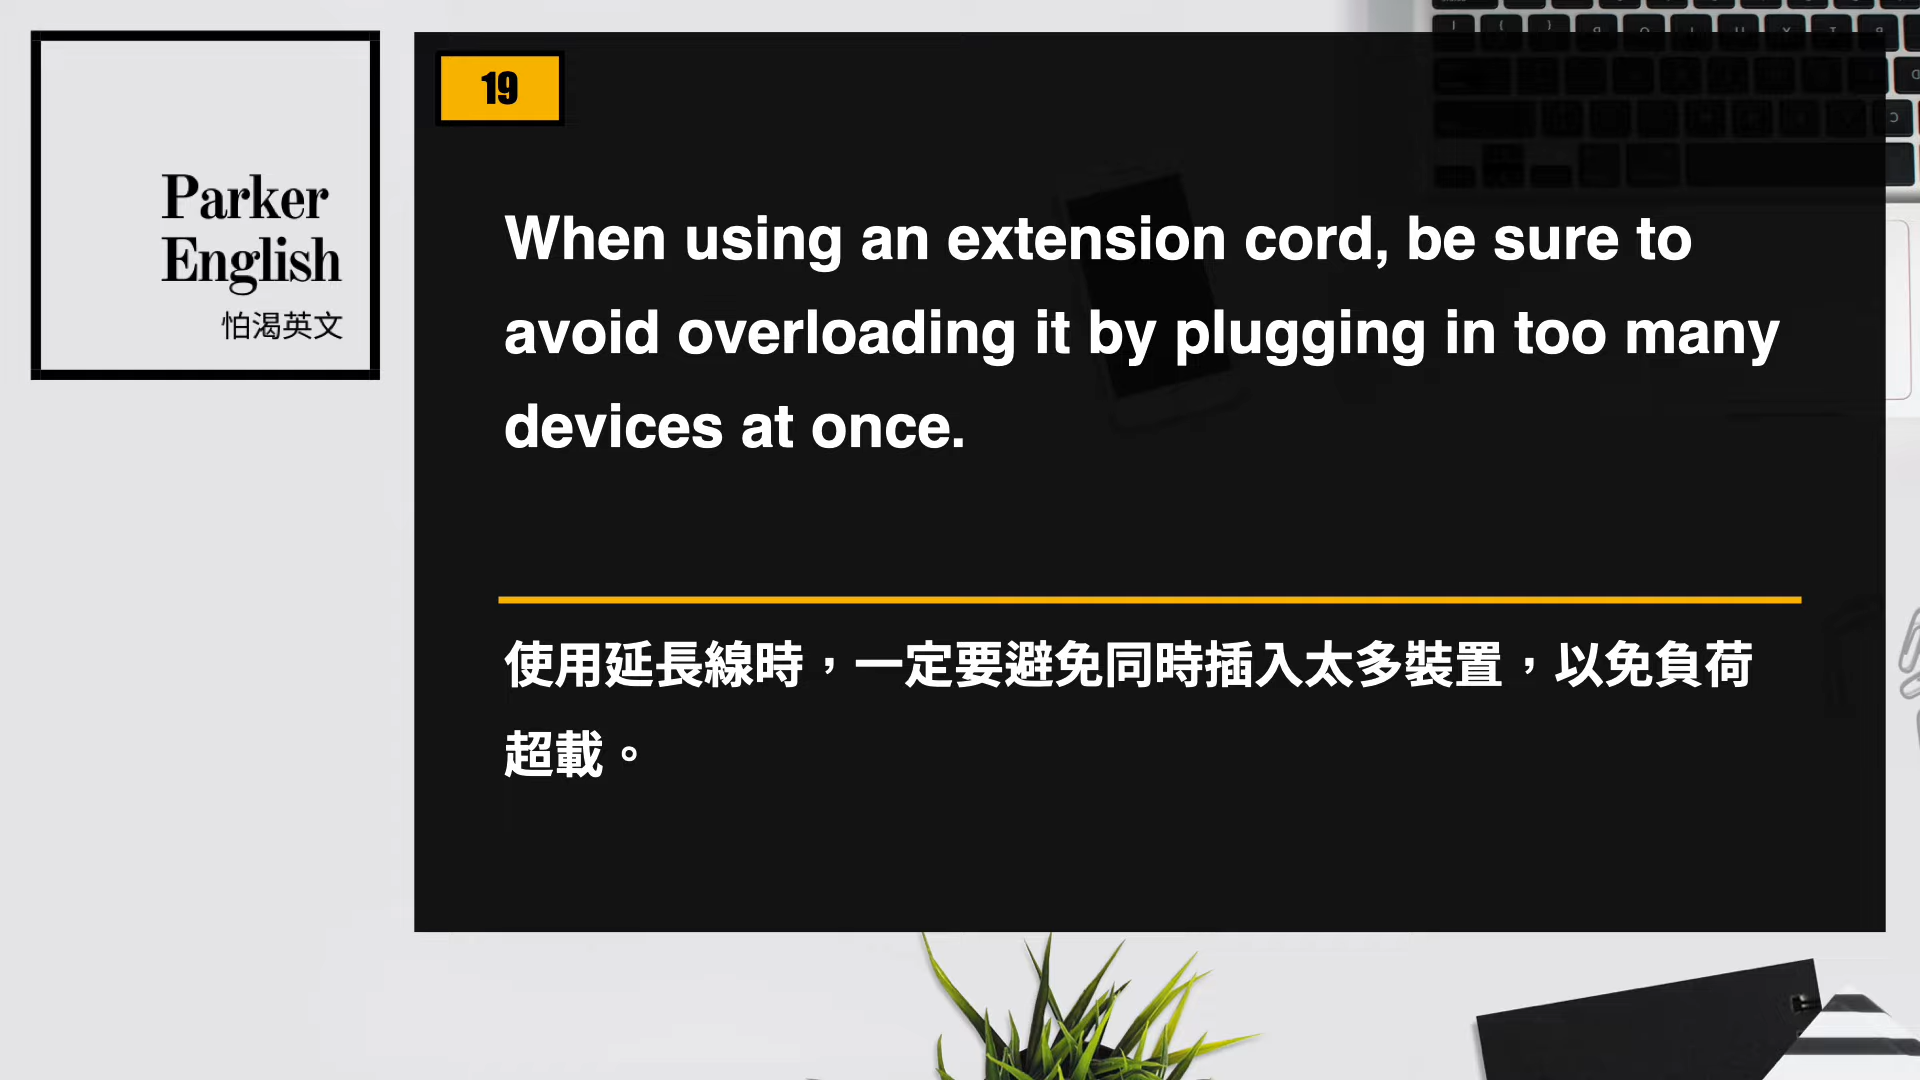 Parker
English
怕渴英文
19
When using an extension cord, be sure to
avoid overloading it by plugging in too many
devices at once.
使用延長線時，一定要避免同時插入太多裝置，以免負荷
超載。